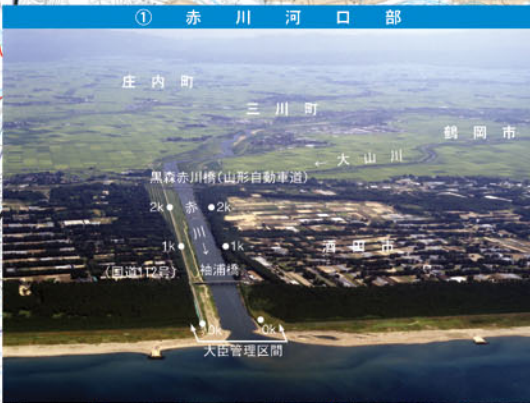 ① 赤川河口部
庄内町
三川町
鶴岡市
← 大山川
黒森赤川橋(山形自動車道)
2k 赤 2k
川
1k ↓ 1k
酒田市
(国道112号) 袖浦橋
0k 0k
大臣管理区間